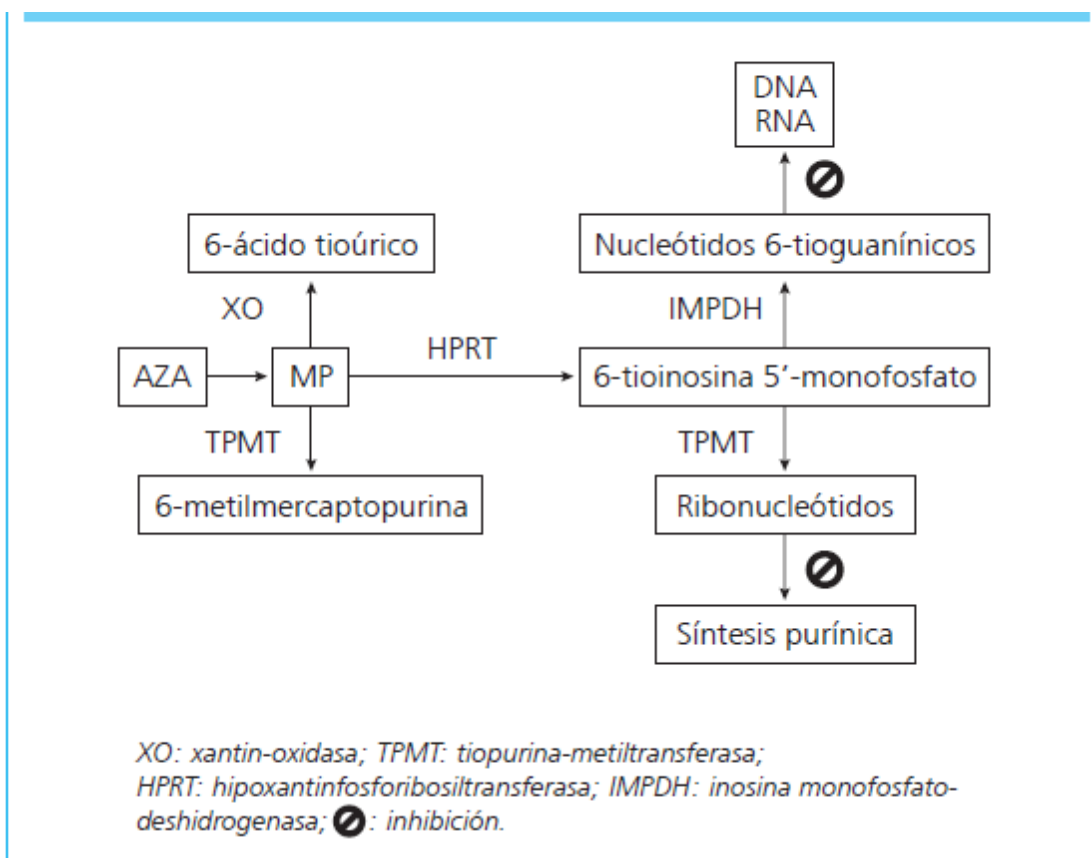 DNA
RNA
6-ácido tioúrico
Nucleótidos 6-tioguanínicos
XO
IMPDH
HPRT
AZA
MP
6-tioinosina 5’-monofosfato
TPMT
TPMT
6-metilmercaptopurina
Ribonucleótidos
Síntesis purínica
XO: xantin-oxidasa; TPMT: tiopurina-metiltransferasa;
HPRT: hipoxantinfosforibosiltransferasa; IMPDH: inosina monofosfato-
deshidrogenasa; : inhibición.